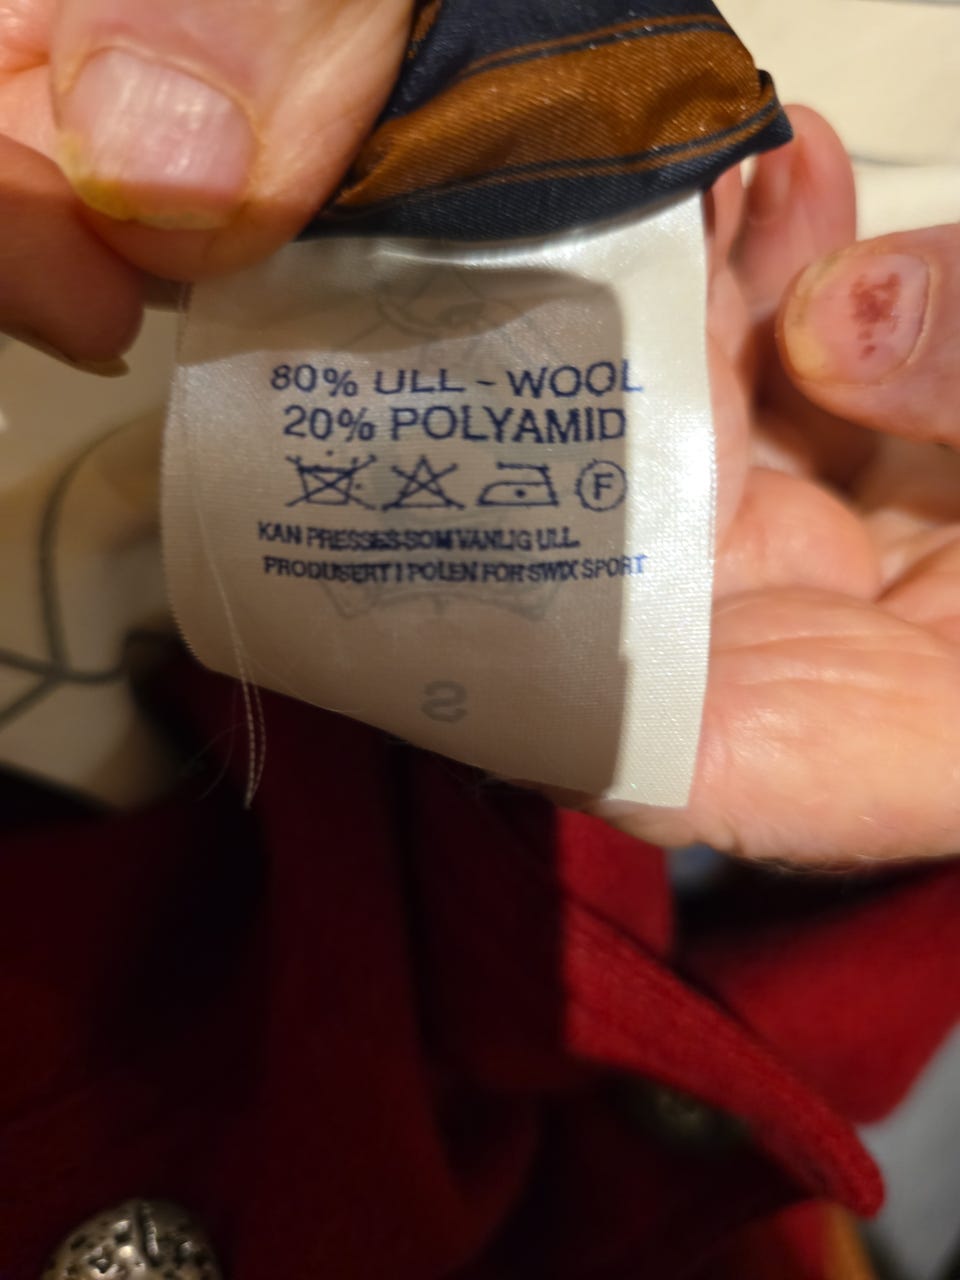 80% ULL - WOOL
20% POLYAMID
F
KAN PRESSES SOM VANLIG ULL
PRODUSERT I POLEN FOR SWIX SPORT
S